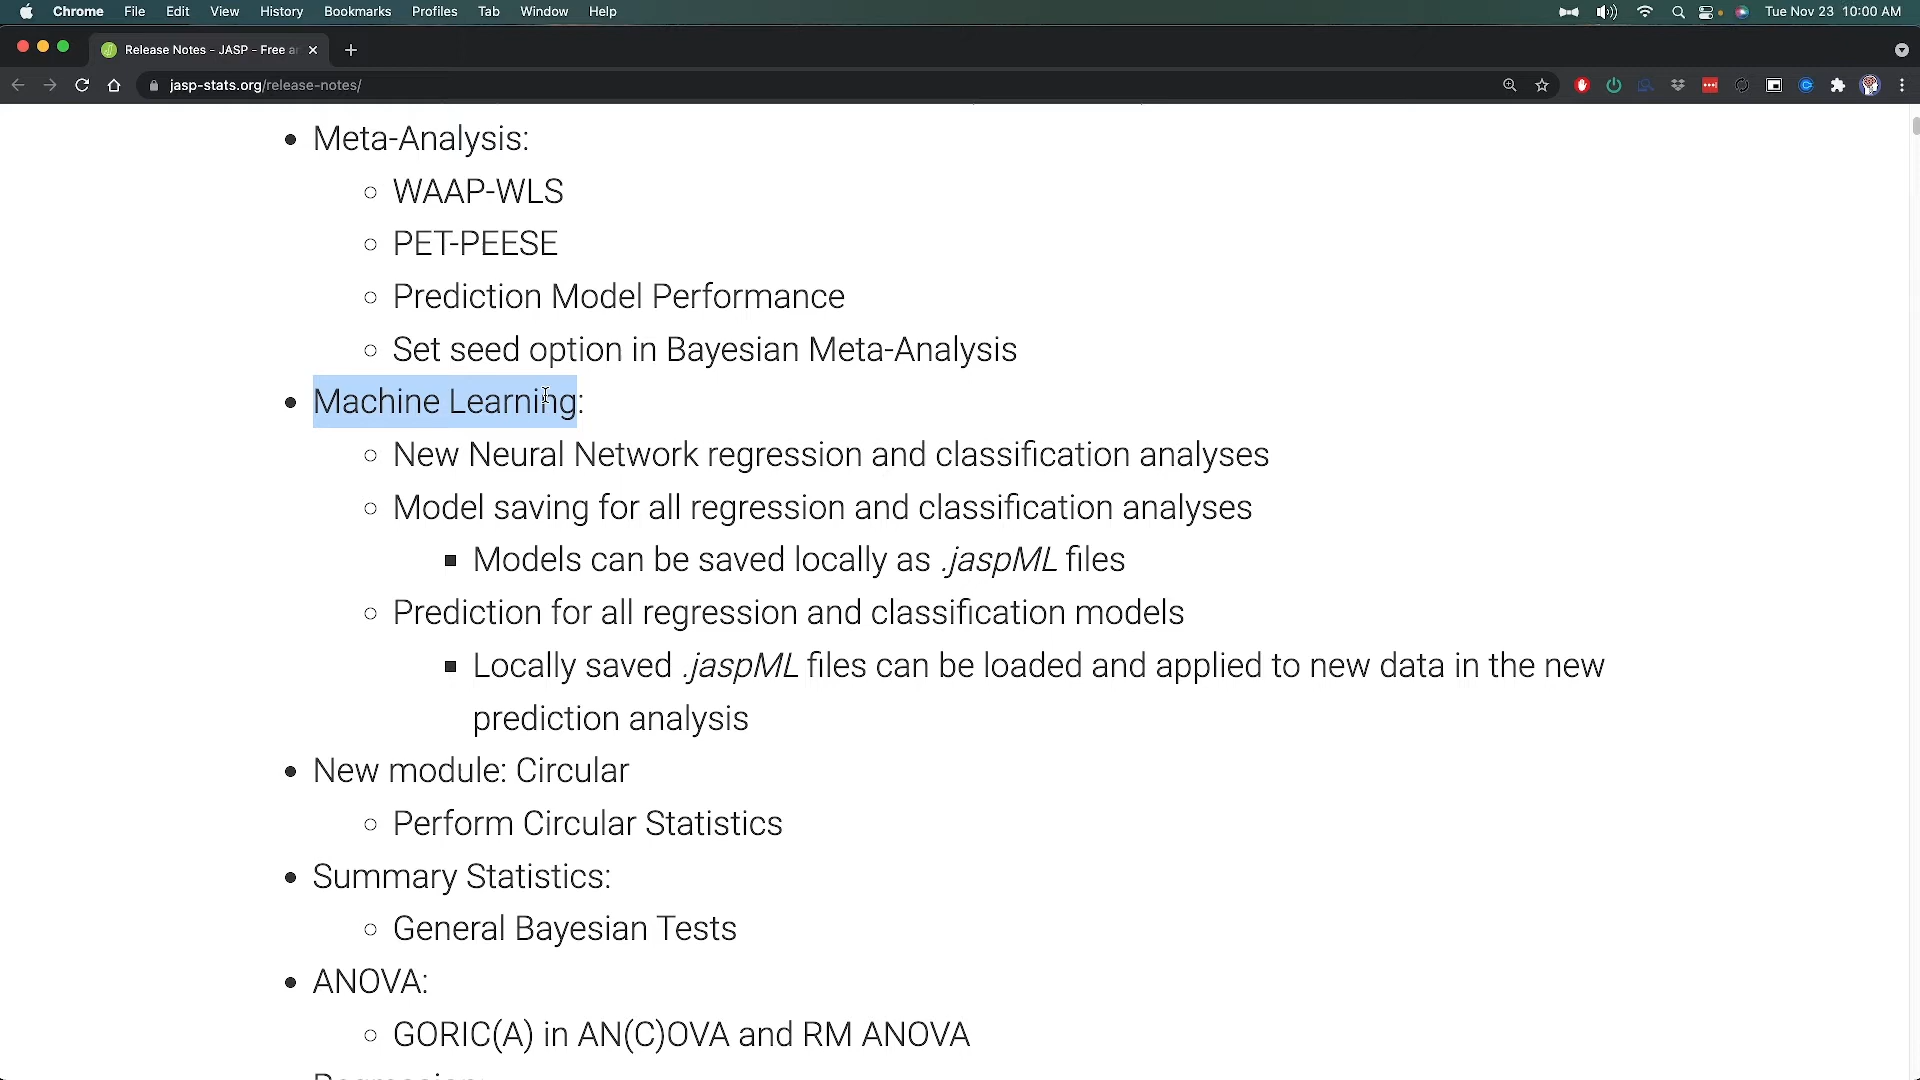 Chrome File Edit View History Bookmarks Profiles Tab Window Help Tue Nov 23 10:00 AM
Release Notes - JASP - Free a
jasp-stats.org/release-notes/
Meta-Analysis:
WAAP-WLS
PET-PEESE
Prediction Model Performance
Set seed option in Bayesian Meta-Analysis
Machine Learning:
New Neural Network regression and classification analyses
Model saving for all regression and classification analyses
Models can be saved locally as .jaspML files
Prediction for all regression and classification models
Locally saved .jaspML files can be loaded and applied to new data in the new
prediction analysis
New module: Circular
Perform Circular Statistics
Summary Statistics:
General Bayesian Tests
ANOVA:
GORIC(A) in AN(C)OVA and RM ANOVA